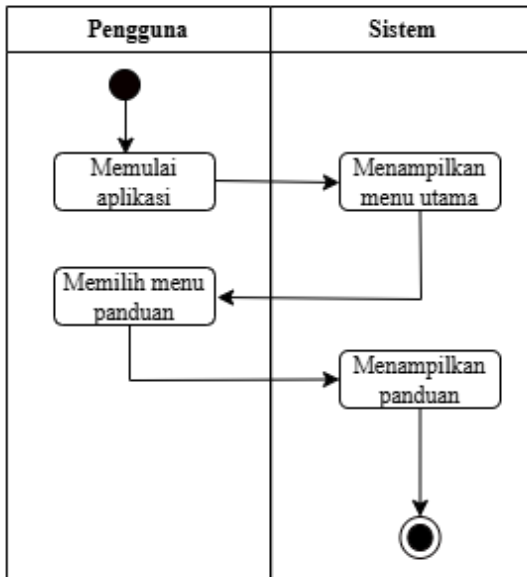 Pengguna
Sistem
Memulai
aplikasi
Menampilkan
menu utama
Memilih menu
panduan
Menampilkan
panduan